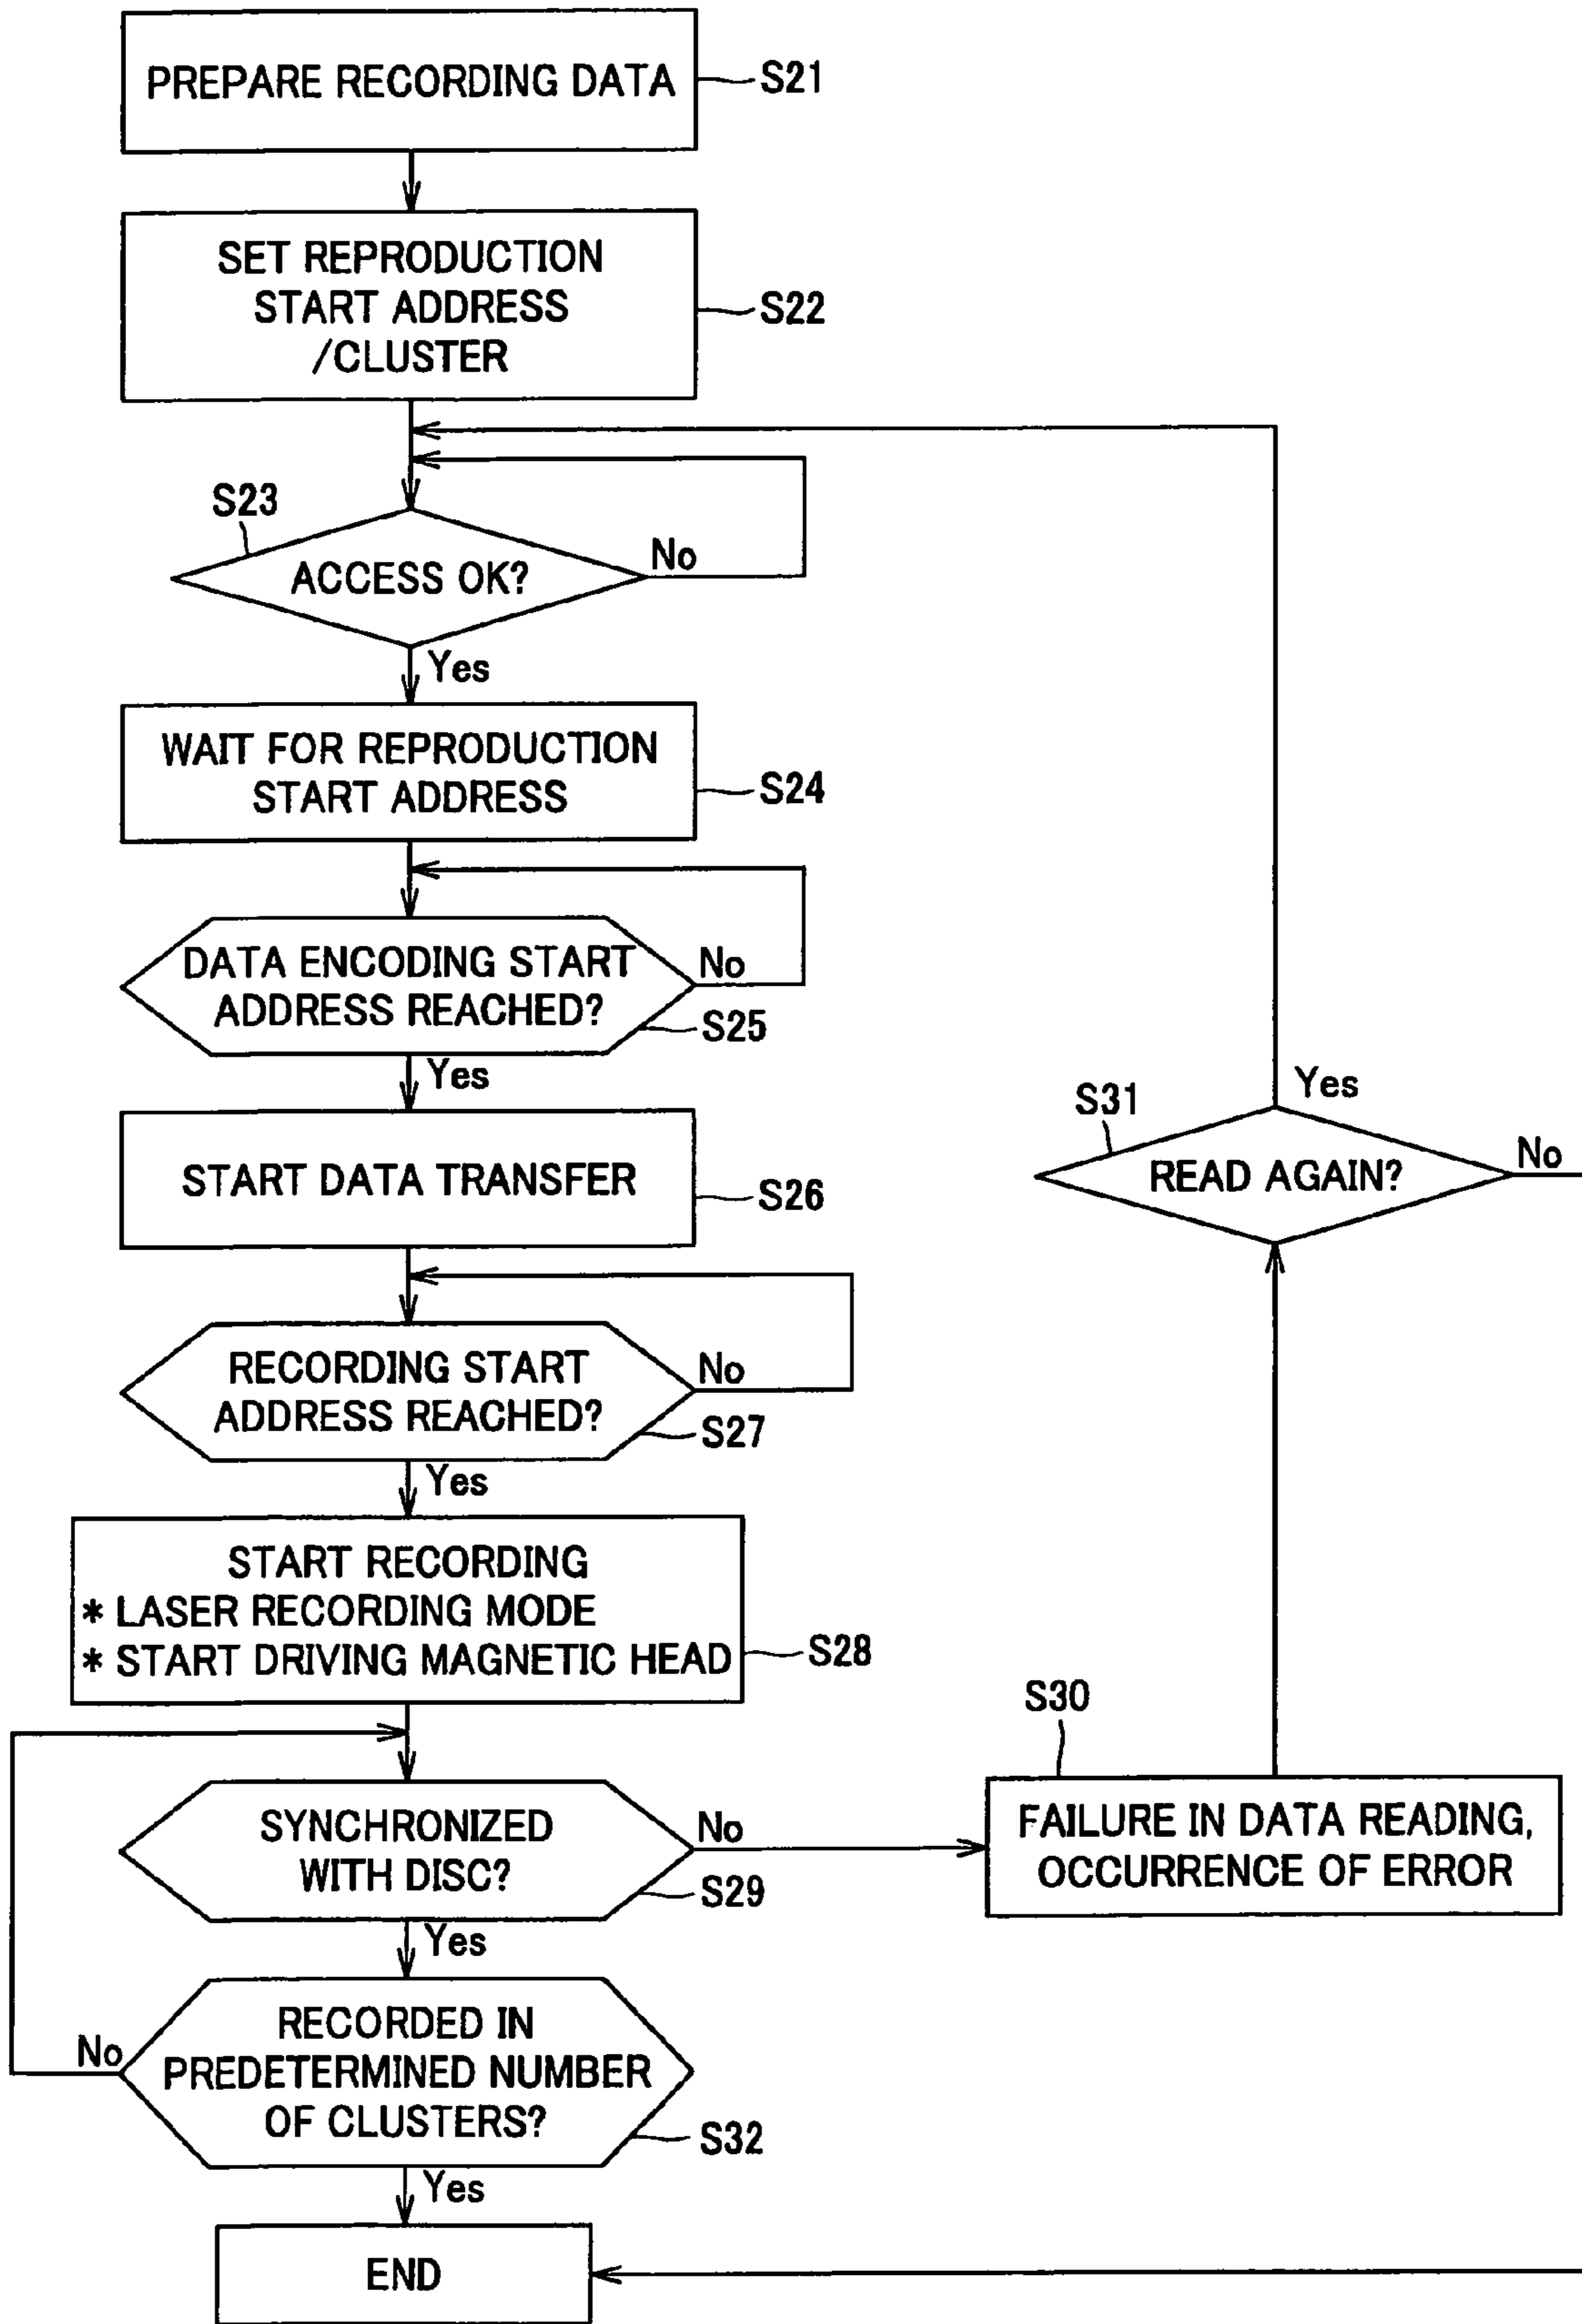 PREPARE RECORDING DATA
S21
SET REPRODUCTION
START ADDRESS
/CLUSTER
S22
S23
ACCESS OK?
No
Yes
WAIT FOR REPRODUCTION
START ADDRESS
S24
DATA ENCODING START
ADDRESS REACHED?
No
S25
Yes
START DATA TRANSFER
S26
RECORDING START
ADDRESS REACHED?
No
S27
Yes
START RECORDING
* LASER RECORDING MODE
* START DRIVING MAGNETIC HEAD
S28
SYNCHRONIZED
WITH DISC?
No
S29
Yes
S30
FAILURE IN DATA READING,
OCCURRENCE OF ERROR
S31
READ AGAIN?
Yes
No
RECORDED IN
PREDETERMINED NUMBER
OF CLUSTERS?
No
S32
Yes
END